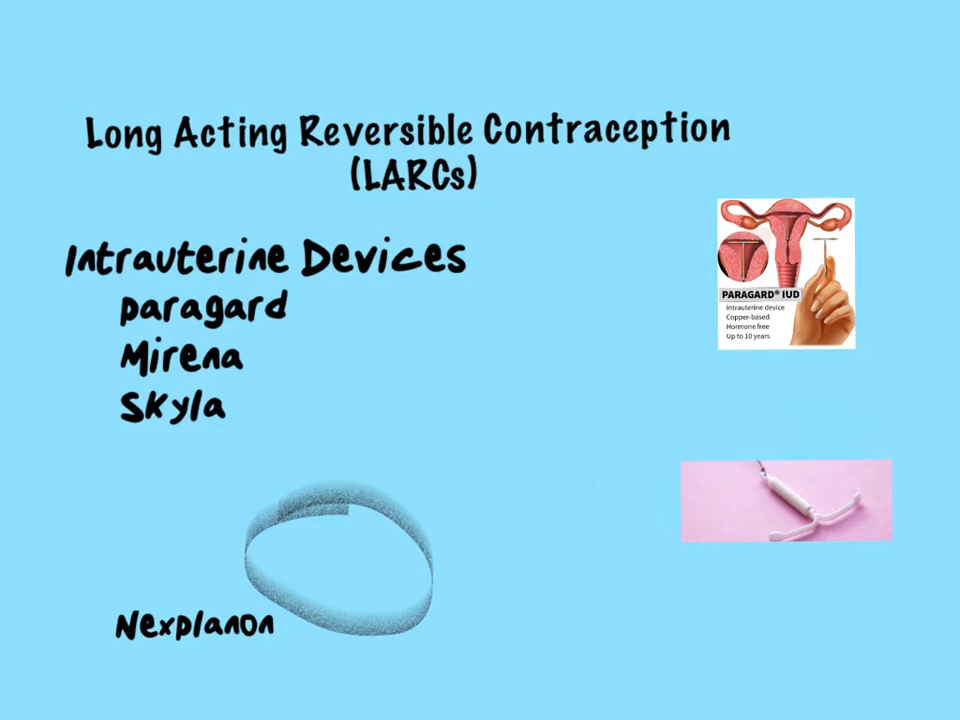 Long Acting Reversible Contraception
(LARCs)
Intrauterine Devices
paragard
Mirena
Skyla
PARAGARD® IUD
Intrauterine device
Copper-based
Hormone free
Up to 10 years
Nexplanon